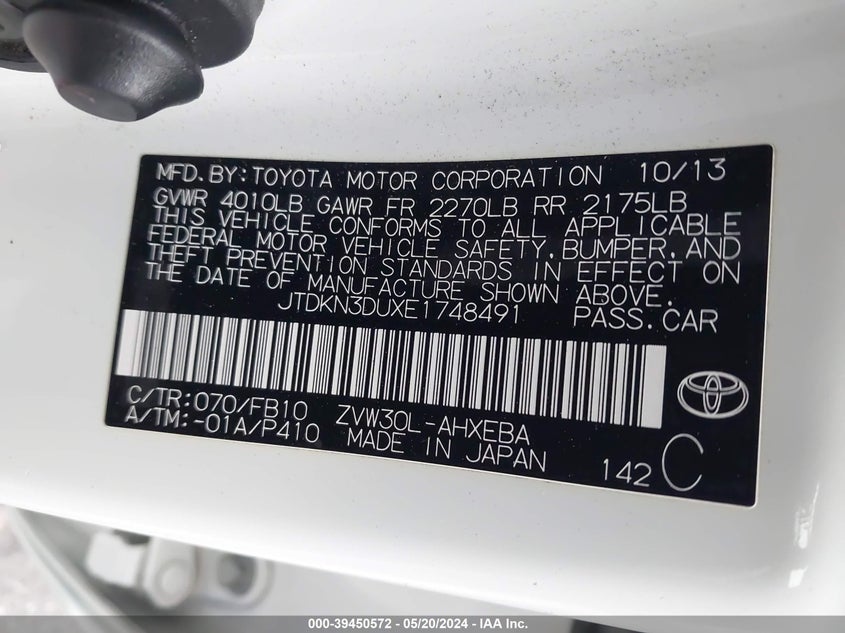 MFD. BY: TOYOTA MOTOR CORPORATION 10/13
GVWR 4010LB GAWR FR 2270LB RR 2175LB
THIS VEHICLE CONFORMS TO ALL APPLICABLE
FEDERAL MOTOR VEHICLE SAFETY, BUMPER, AND
THEFT PREVENTION STANDARDS IN EFFECT ON
THE DATE OF MANUFACTURE SHOWN ABOVE.
JTDKN3DUXE1748491 PASS. CAR
C/TR: 070/FB10 ZVW30L-AHXEBA
A/TM: -01A/P410 MADE IN JAPAN
142 C
000-39450572 - 05/20/2024 - IAA Inc.